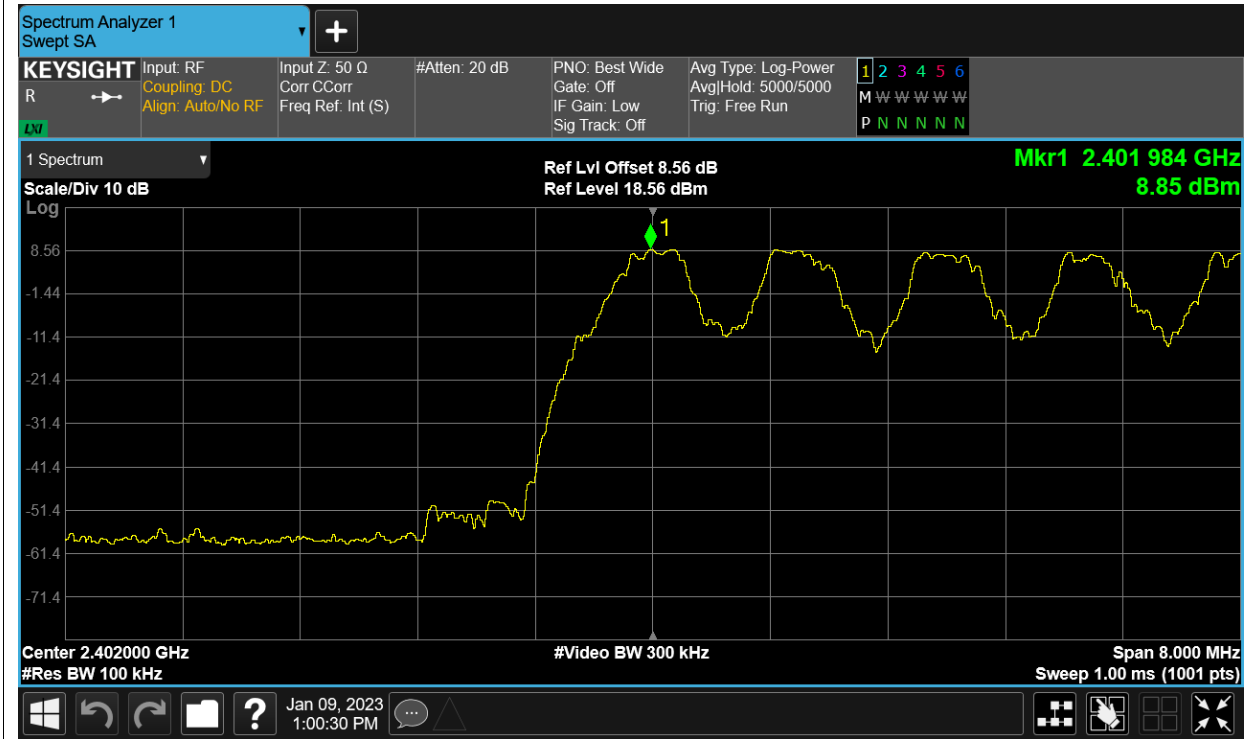 Spectrum Analyzer 1
Swept SA
KEYSIGHT
R
LXI
Input: RF
Coupling: DC
Align: Auto/No RF
Input Z: 50 Ω
Corr CCorr
Freq Ref: Int (S)
#Atten: 20 dB
PNO: Best Wide
Gate: Off
IF Gain: Low
Sig Track: Off
Avg Type: Log-Power
Avg|Hold: 5000/5000
Trig: Free Run
1 2 3 4 5 6
M W W W W W W
P N N N N N N
1 Spectrum
Scale/Div 10 dB
Ref Lvl Offset 8.56 dB
Ref Level 18.56 dBm
Mkr1 2.401 984 GHz
8.85 dBm
Log
1
8.56
-1.44
-11.4
-21.4
-31.4
-41.4
-51.4
-61.4
-71.4
Center 2.402000 GHz
#Video BW 300 kHz
Span 8.000 MHz
#Res BW 100 kHz
Sweep 1.00 ms (1001 pts)
?
Jan 09, 2023
1:00:30 PM